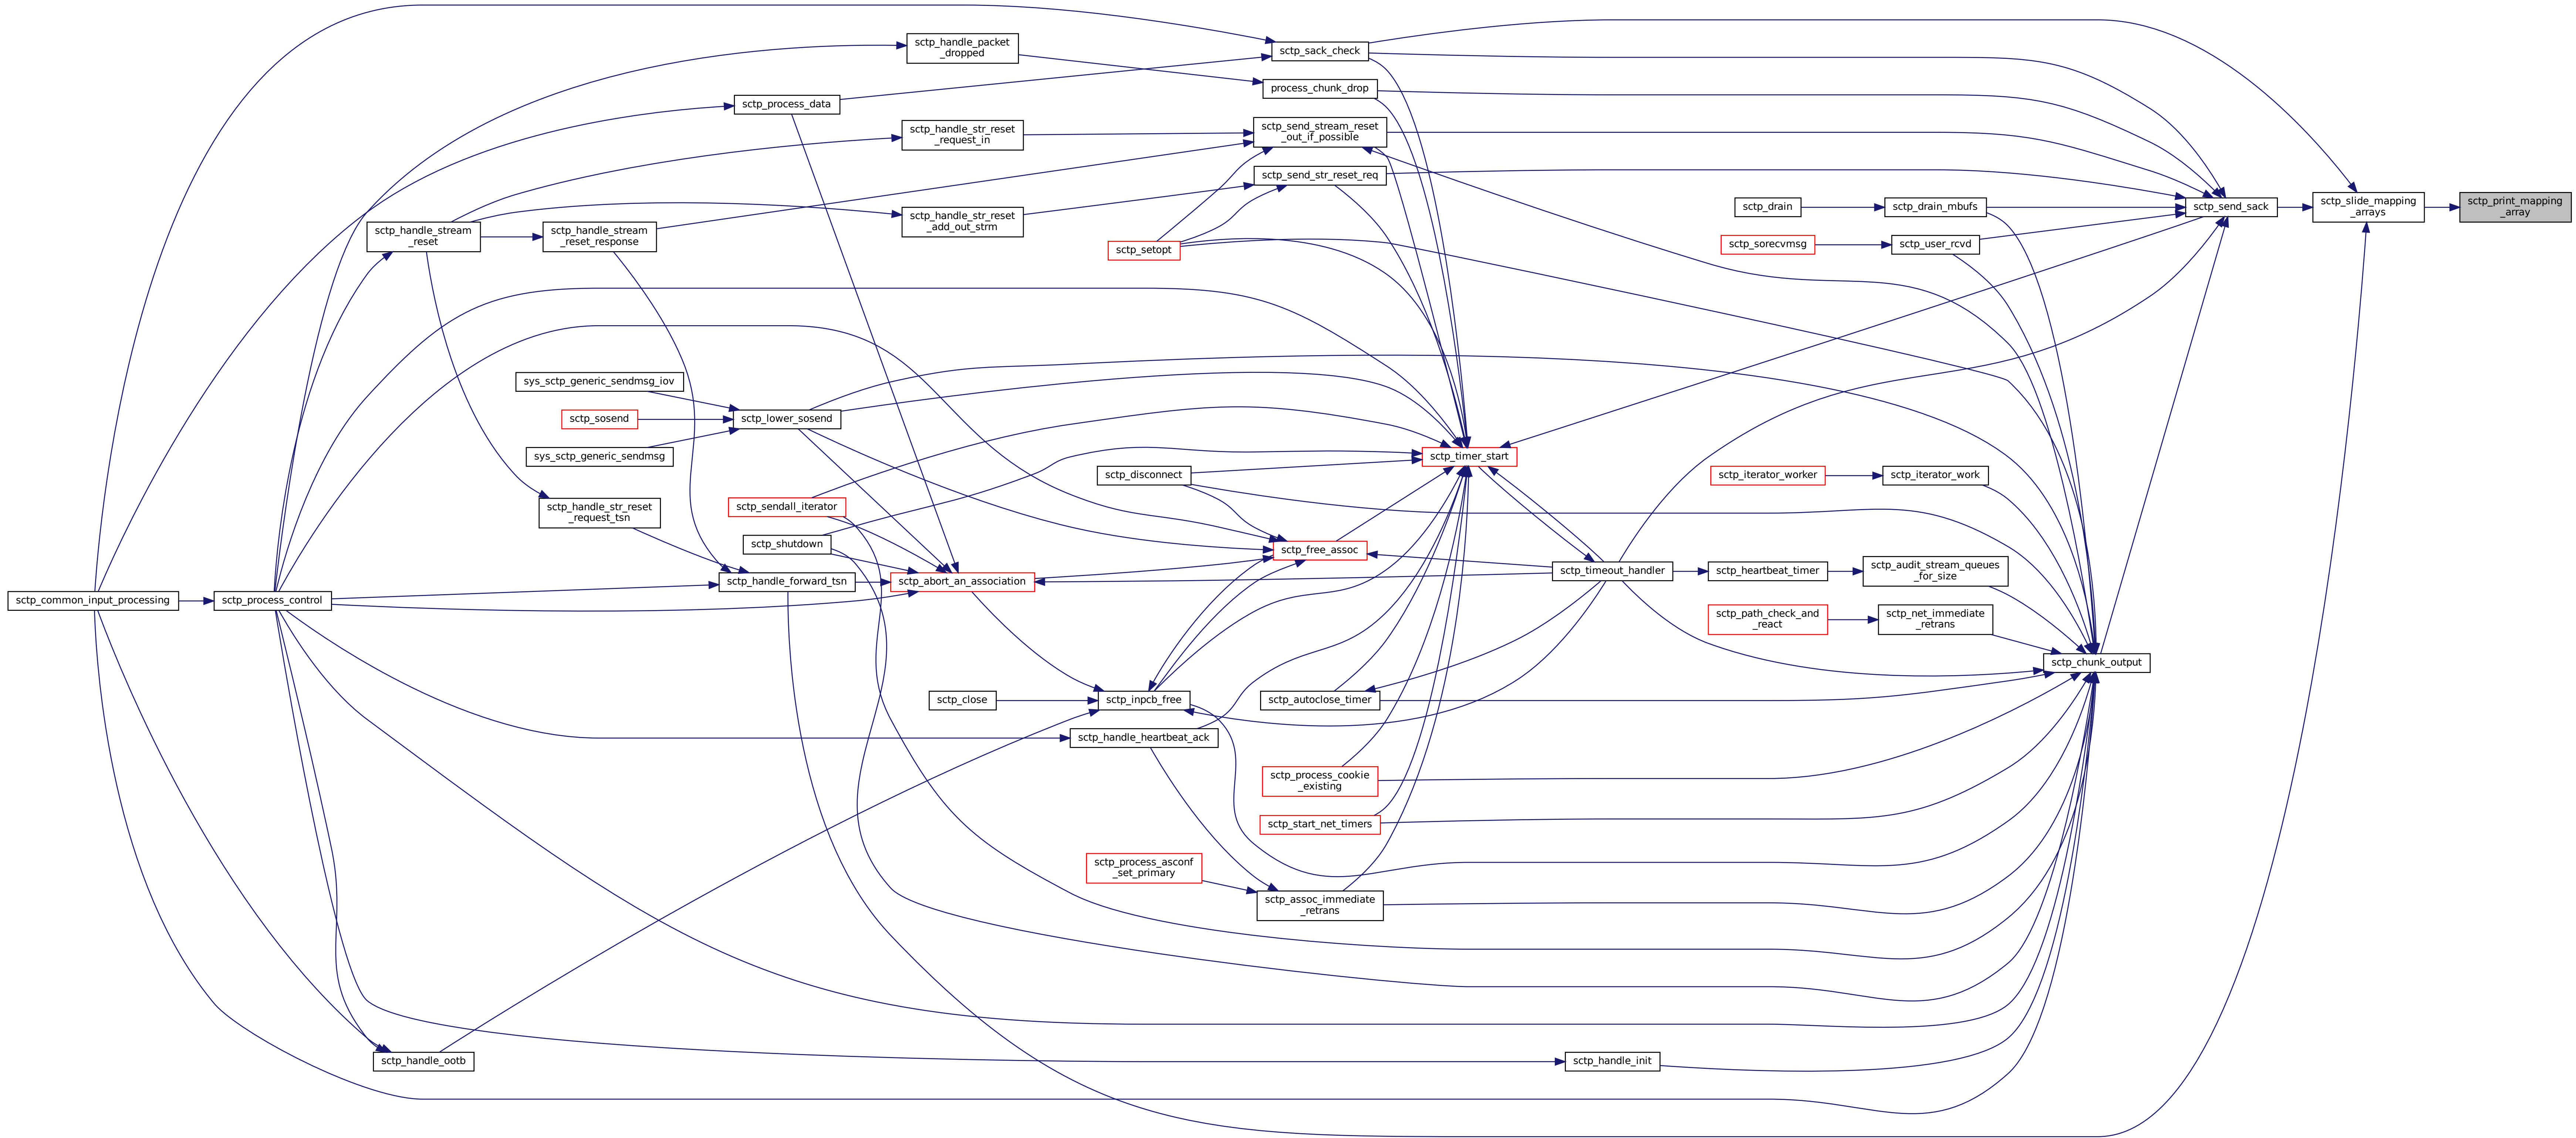 sctp_handle_packet
_dropped
sctp_sack_check
process_chunk_drop
sctp_process_data
sctp_handle_str_reset
_request_in
sctp_send_stream_reset
_out_if_possible
sctp_send_str_reset_req
sctp_handle_str_reset
_add_out_strm
sctp_handle_stream
_reset
sctp_handle_stream
_reset_response
sctp_setopt
sctp_drain
sctp_drain_mbufs
sctp_sorecvmsg
sctp_user_rcvd
sctp_send_sack
sctp_slide_mapping
_arrays
sctp_print_mapping
_array
sys_sctp_generic_sendmsg_iov
sctp_sosend
sctp_lower_sosend
sys_sctp_generic_sendmsg
sctp_timer_start
sctp_disconnect
sctp_iterator_worker
sctp_iterator_work
sctp_sendall_iterator
sctp_handle_str_reset
_request_tsn
sctp_shutdown
sctp_free_assoc
sctp_common_input_processing
sctp_process_control
sctp_handle_forward_tsn
sctp_abort_an_association
sctp_timeout_handler
sctp_heartbeat_timer
sctp_audit_stream_queues
_for_size
sctp_path_check_and
_react
sctp_net_immediate
_retrans
sctp_chunk_output
sctp_close
sctp_inpcb_free
sctp_autoclose_timer
sctp_handle_heartbeat_ack
sctp_process_cookie
_existing
sctp_start_net_timers
sctp_process_asconf
_set_primary
sctp_assoc_immediate
_retrans
sctp_handle_ootb
sctp_handle_init